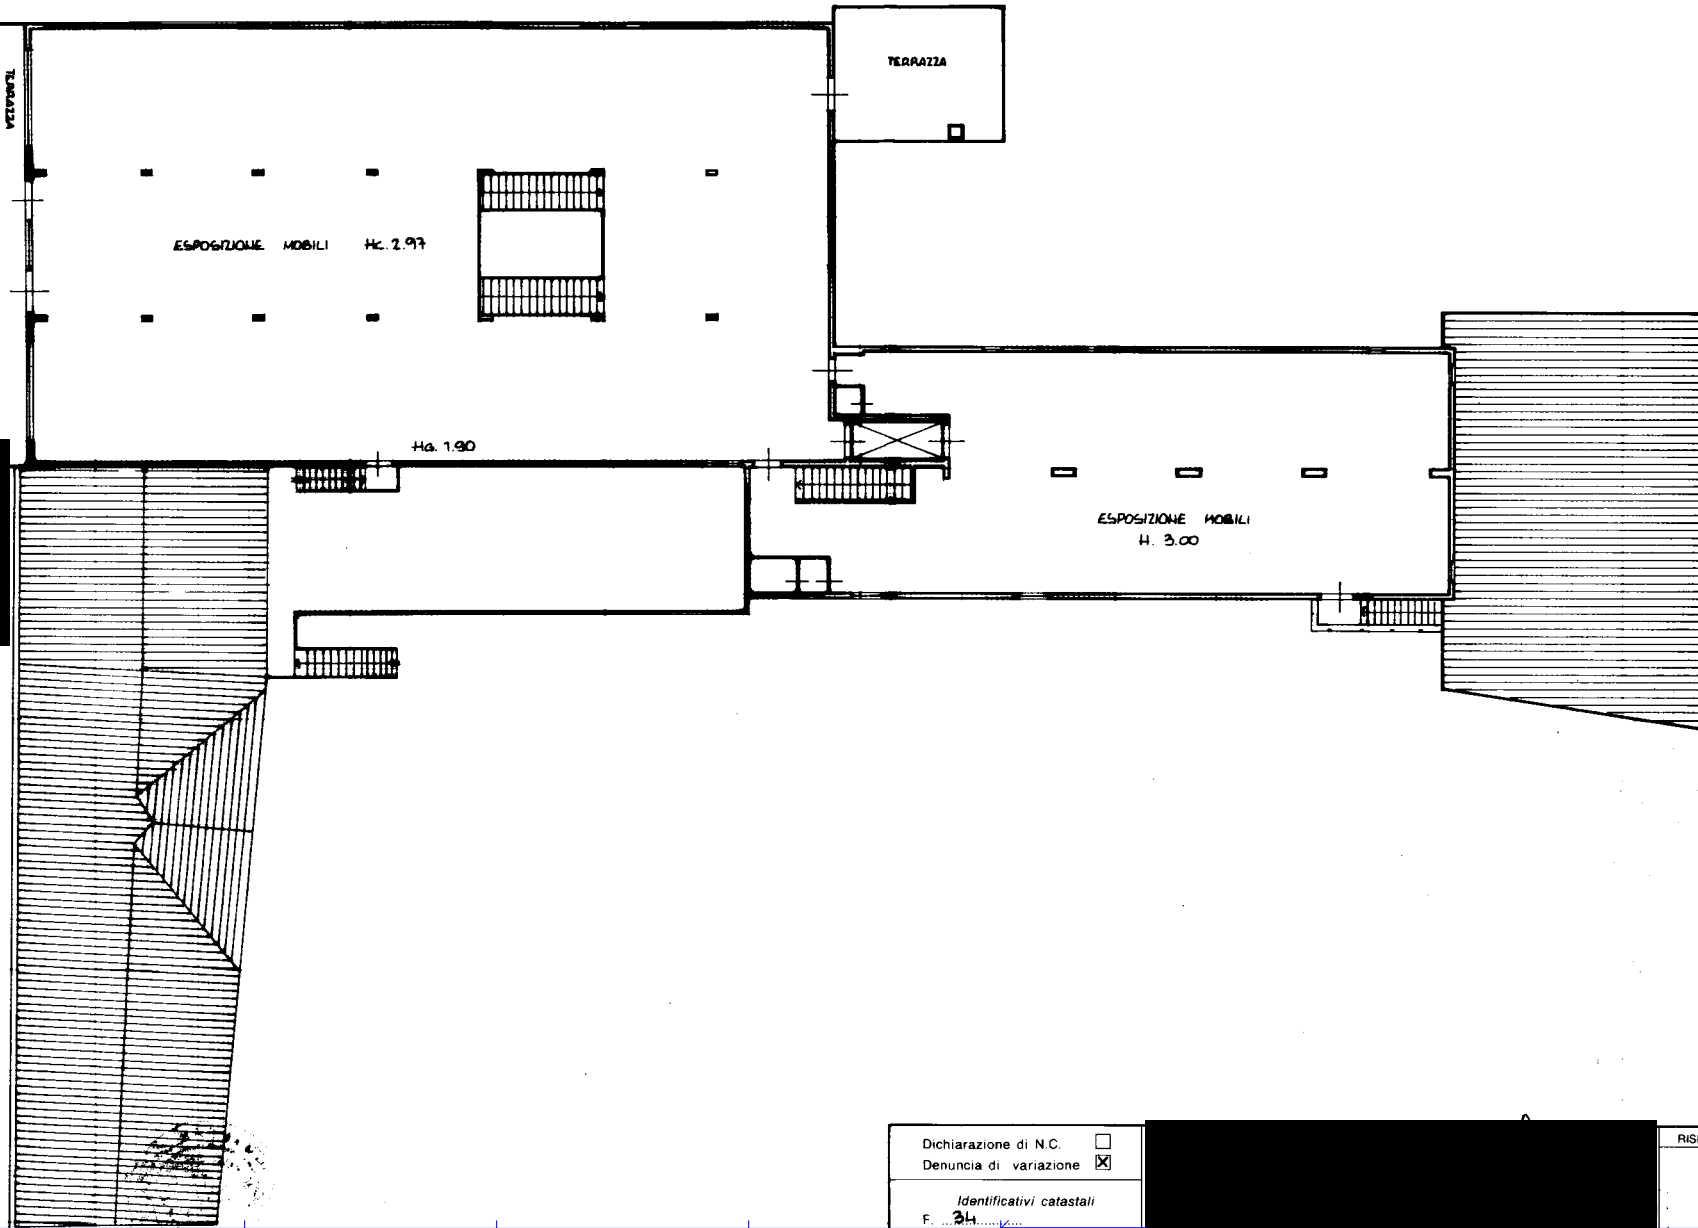 TERRAZZA
TERRAZZA
ESPOSIZIONE MOBILI Hc. 2.97
Ha. 1.90
ESPOSIZIONE MOBILI
H. 3.00
Dichiarazione di N.C.
Denuncia di variazione
Identificativi catastali
F. 34